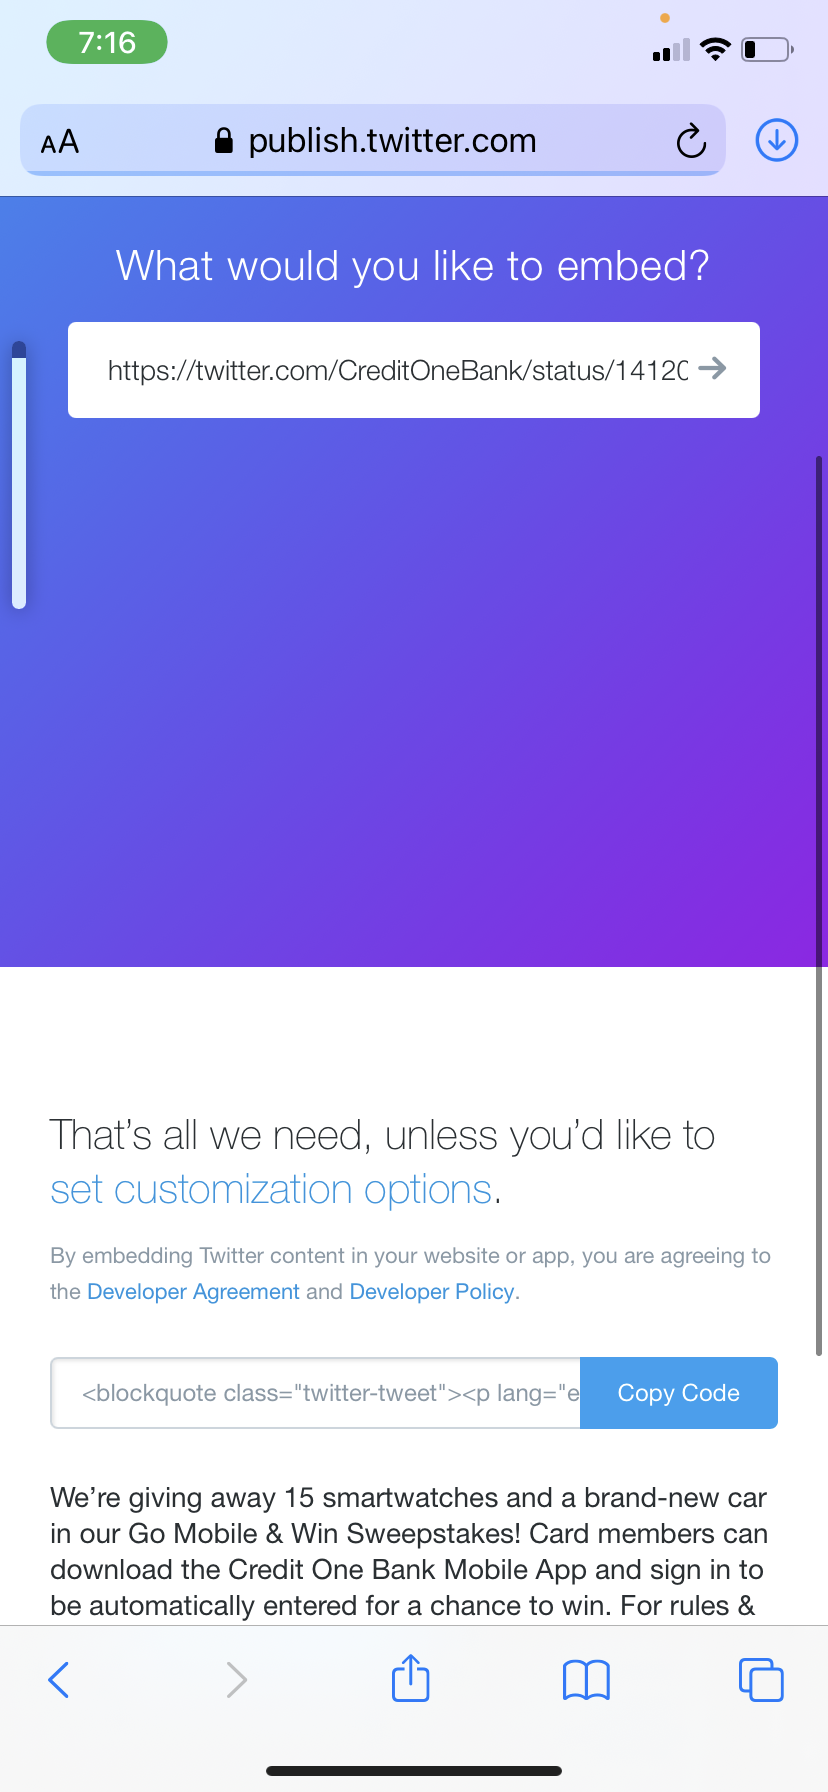 7:16
AA publish.twitter.com
What would you like to embed?
https://twitter.com/CreditOneBank/status/1412
That’s all we need, unless you’d like to
set customization options.
By embedding Twitter content in your website or app, you are agreeing to
the Developer Agreement and Developer Policy.
<blockquote class="twitter-tweet"><p lang="e
Copy Code
We’re giving away 15 smartwatches and a brand-new car
in our Go Mobile & Win Sweepstakes! Card members can
download the Credit One Bank Mobile App and sign in to
be automatically entered for a chance to win. For rules &